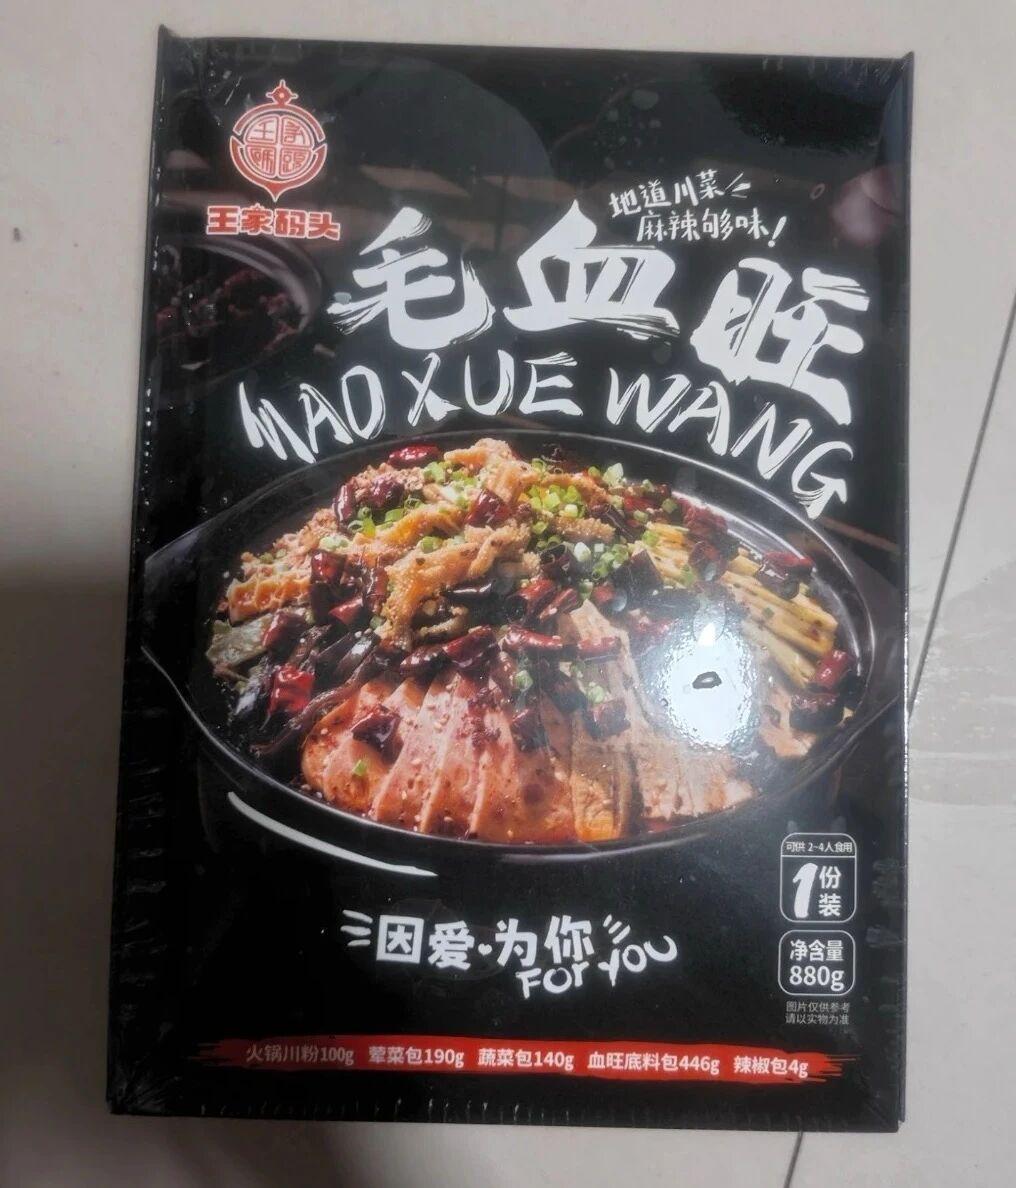 王家码头
王家码头
地道川菜
麻辣够味！
毛血旺
MAO XUE WANG
可供 2~4人食用
1份装
净含量
880g
图片仅供参考
请以实物为准
因爱·为你
FOR YOU
火锅川粉100g 荤菜包190g 蔬菜包140g 血旺底料包446g 辣椒包4g